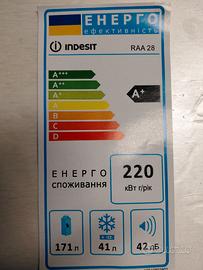 ЕНЕРГО
ефективність
indesit
RAA 28
A+++
A++
A+
A
B
C
D
A+
ЕНЕРГО
споживання
220
кВт г/рік
171 л
41 л
42 дБ